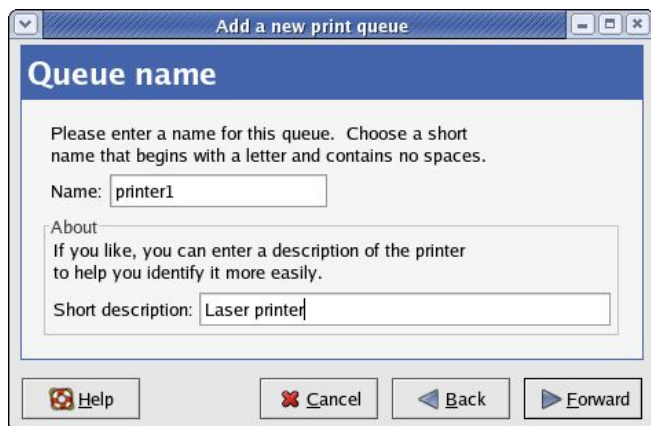 Add a new print queue
Queue name
Please enter a name for this queue. Choose a short
name that begins with a letter and contains no spaces.
Name: printer1
About
If you like, you can enter a description of the printer
to help you identify it more easily.
Short description: Laser printer
Help Cancel Back Forward